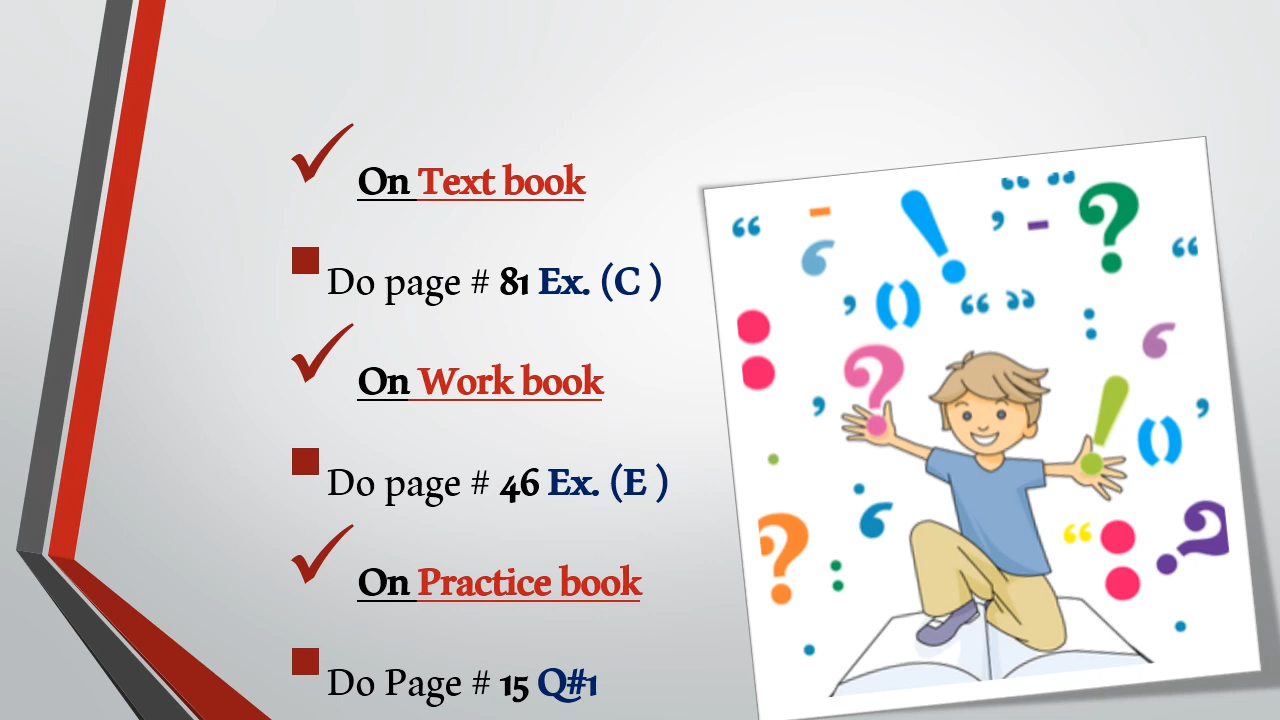 On Text book
Do page # 81 Ex. (C )
On Work book
Do page # 46 Ex. (E )
On Practice book
Do Page # 15 Q#1